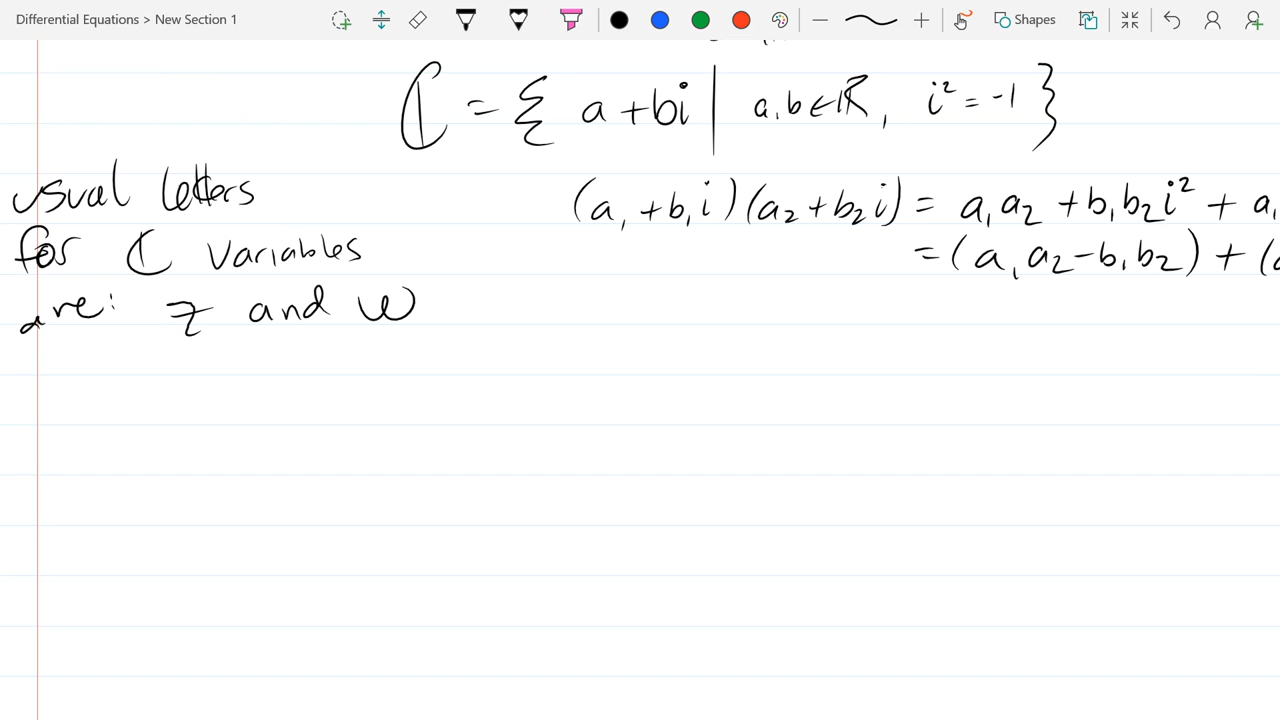 Differential Equations > New Section 1
Shapes
ℂ = { a+bi | a,b∈ℝ, i² = -1 }
usual letters
for ℂ variables
are: z and w
(a₁+b₁i)(a₂+b₂i) = a₁a₂ + b₁b₂i² + a₁
= (a₁a₂-b₁b₂) + (